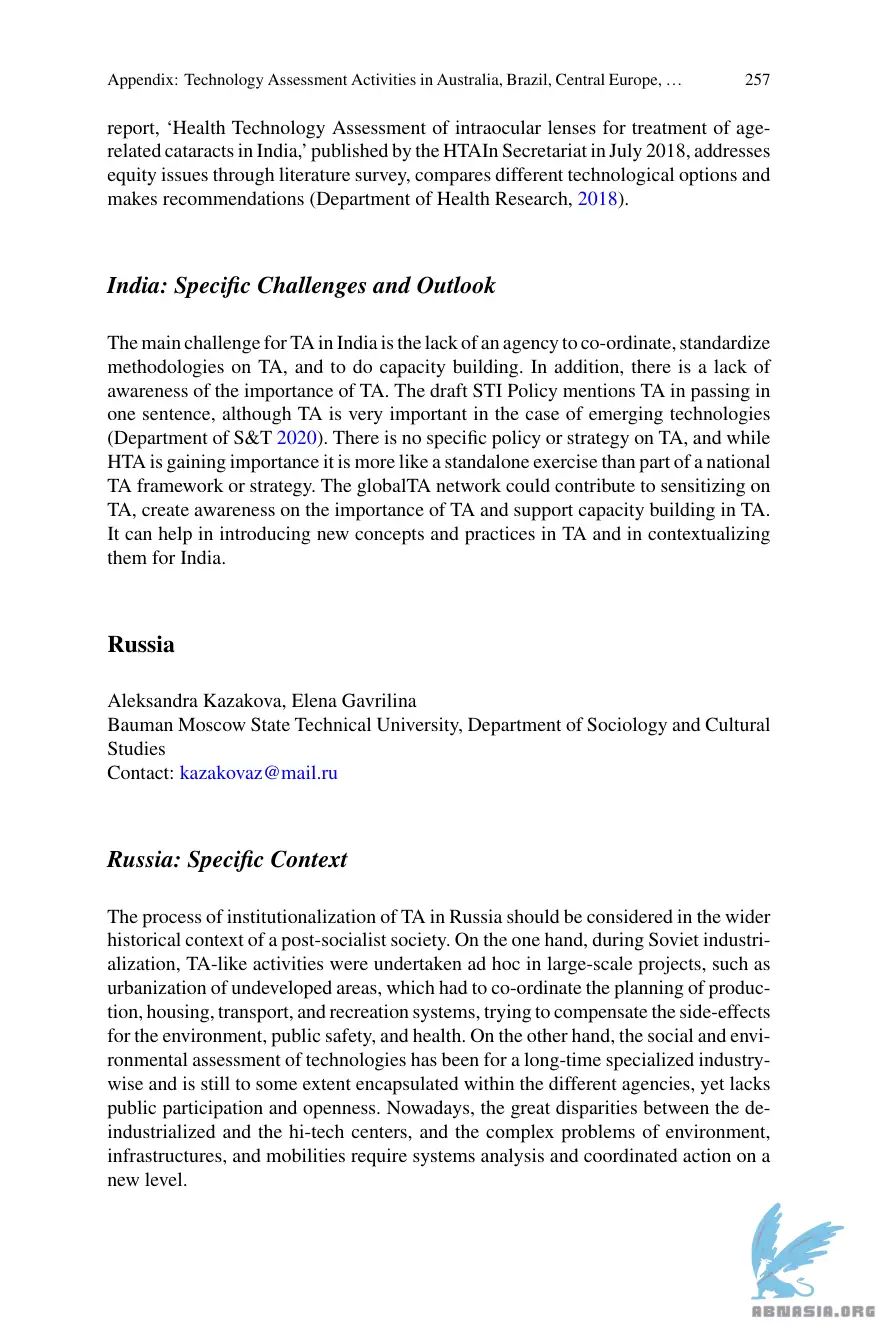 Appendix: Technology Assessment Activities in Australia, Brazil, Central Europe, … 257
report, ‘Health Technology Assessment of intraocular lenses for treatment of age-
related cataracts in India,’ published by the HTAIn Secretariat in July 2018, addresses
equity issues through literature survey, compares different technological options and
makes recommendations (Department of Health Research, 2018).
India: Specific Challenges and Outlook
The main challenge for TA in India is the lack of an agency to co-ordinate, standardize
methodologies on TA, and to do capacity building. In addition, there is a lack of
awareness of the importance of TA. The draft STI Policy mentions TA in passing in
one sentence, although TA is very important in the case of emerging technologies
(Department of S&T 2020). There is no specific policy or strategy on TA, and while
HTA is gaining importance it is more like a standalone exercise than part of a national
TA framework or strategy. The globalTA network could contribute to sensitizing on
TA, create awareness on the importance of TA and support capacity building in TA.
It can help in introducing new concepts and practices in TA and in contextualizing
them for India.
Russia
Aleksandra Kazakova, Elena Gavrilina
Bauman Moscow State Technical University, Department of Sociology and Cultural
Studies
Contact: kazakovaz@mail.ru
Russia: Specific Context
The process of institutionalization of TA in Russia should be considered in the wider
historical context of a post-socialist society. On the one hand, during Soviet industri-
alization, TA-like activities were undertaken ad hoc in large-scale projects, such as
urbanization of undeveloped areas, which had to co-ordinate the planning of produc-
tion, housing, transport, and recreation systems, trying to compensate the side-effects
for the environment, public safety, and health. On the other hand, the social and envi-
ronmental assessment of technologies has been for a long-time specialized industry-
wise and is still to some extent encapsulated within the different agencies, yet lacks
public participation and openness. Nowadays, the great disparities between the de-
industrialized and the hi-tech centers, and the complex problems of environment,
infrastructures, and mobilities require systems analysis and coordinated action on a
new level.
ABNASIA.ORG